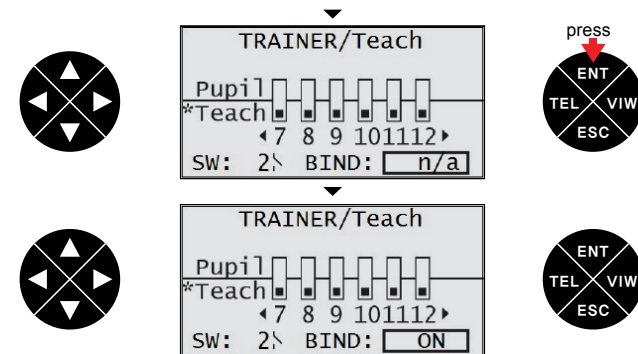 TRAINER/Teach
Pupil
*Teach
◂7 8 9 101112▸
SW: 2 BIND: n/a
press
ENT
TEL VIW
ESC
TRAINER/Teach
Pupil
*Teach
◂7 8 9 101112▸
SW: 2 BIND: ON
ENT
TEL VIW
ESC